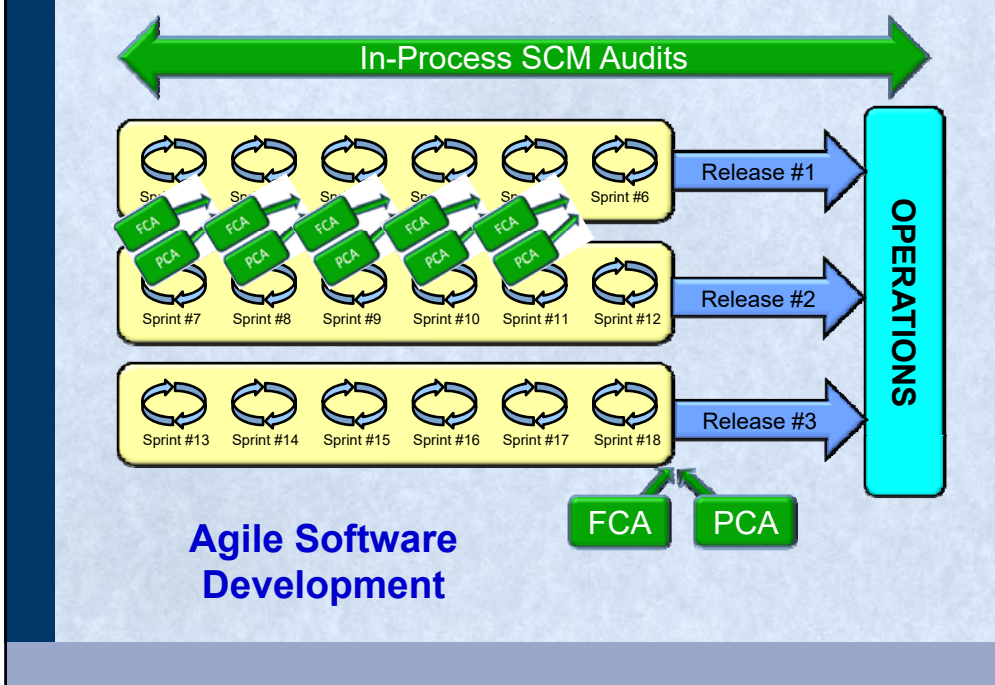 In-Process SCM Audits
Sprint #6
Release #1
FCA FCA FCA FCA FCA
PCA PCA PCA PCA PCA
Sprint #7 Sprint #8 Sprint #9 Sprint #10 Sprint #11 Sprint #12
Release #2
Sprint #13 Sprint #14 Sprint #15 Sprint #16 Sprint #17 Sprint #18
Release #3
OPERATIONS
FCA PCA
Agile Software
Development